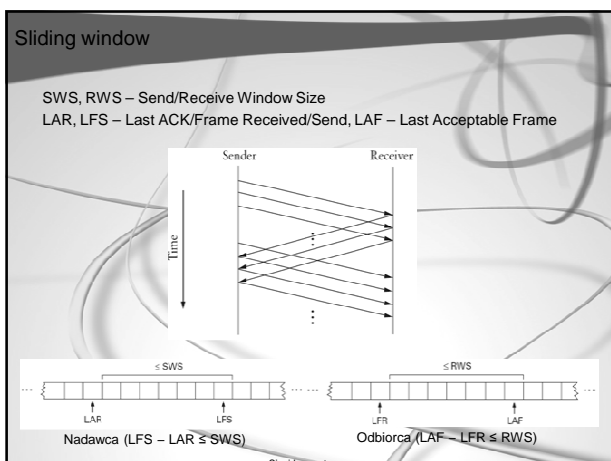 Sliding window
SWS, RWS – Send/Receive Window Size
LAR, LFS – Last ACK/Frame Received/Send, LAF – Last Acceptable Frame
Sender Receiver
Time
≤ SWS
LAR LFS
Nadawca (LFS – LAR ≤ SWS)
≤ RWS
LFR LAF
Odbiorca (LAF – LFR ≤ RWS)